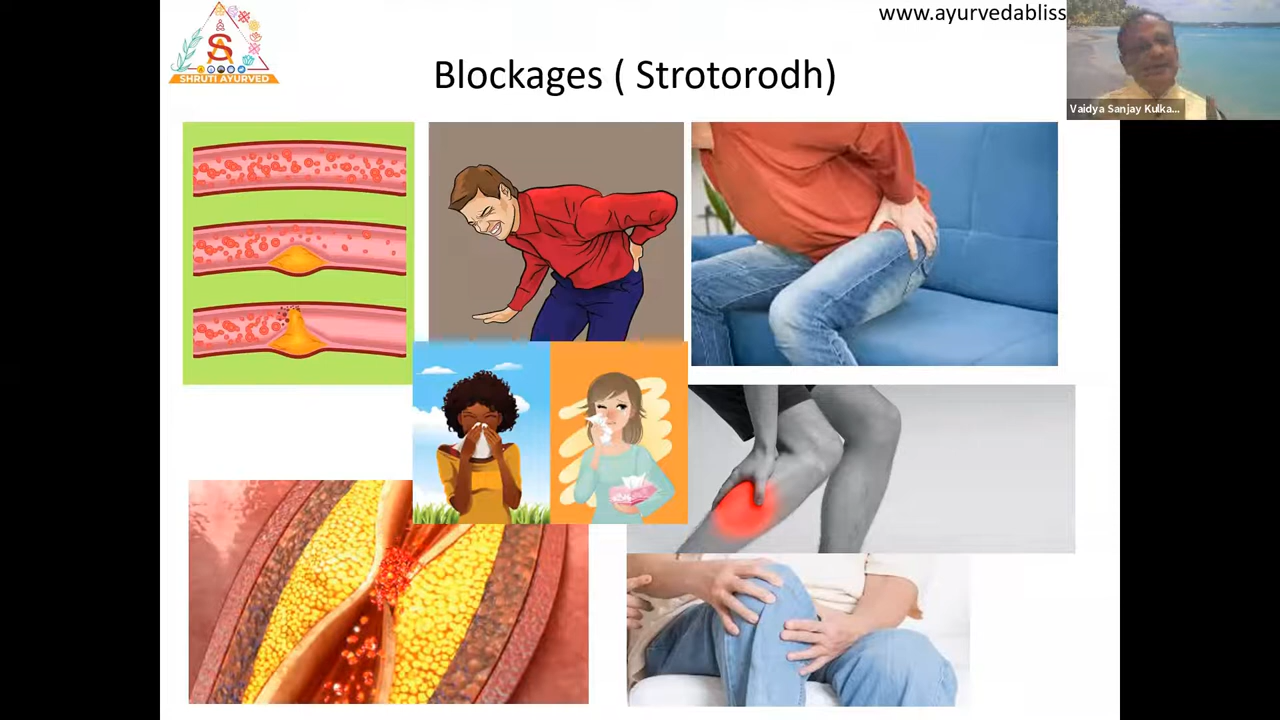 www.ayurvedabliss
SHRUTI AYURVED
Blockages ( Strotorodh)
Vaidya Sanjay Kulka...